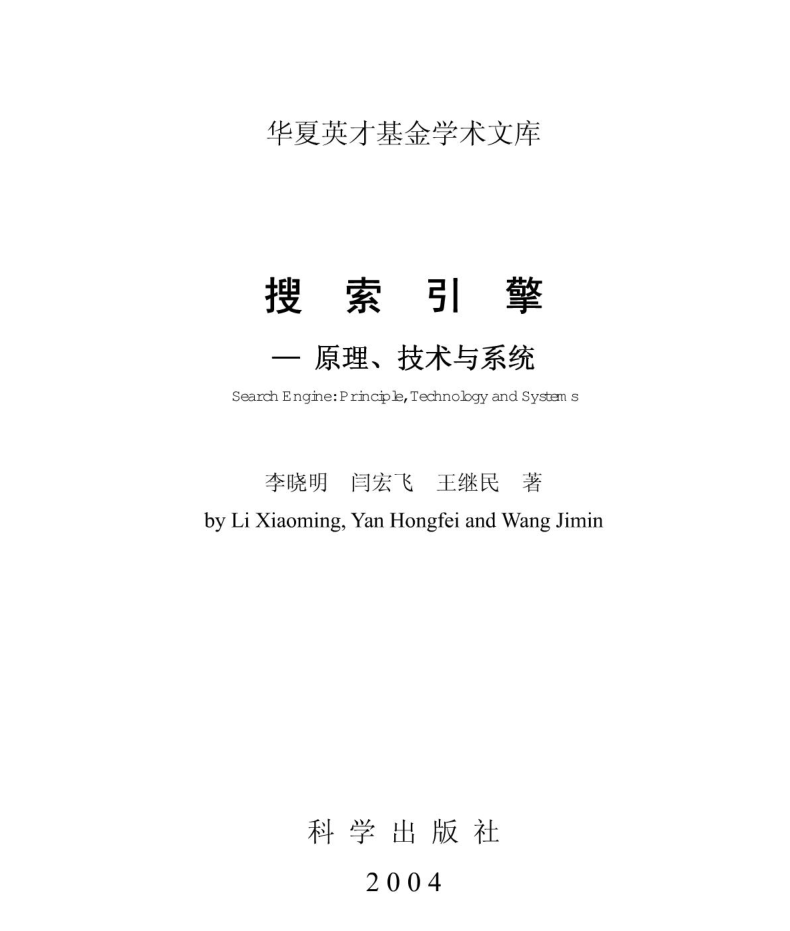 华夏英才基金学术文库
搜 索 引 擎
— 原理、技术与系统
Search Engine: Principle, Technology and Systems
李晓明 闫宏飞 王继民 著
by Li Xiaoming, Yan Hongfei and Wang Jimin
科 学 出 版 社
2004